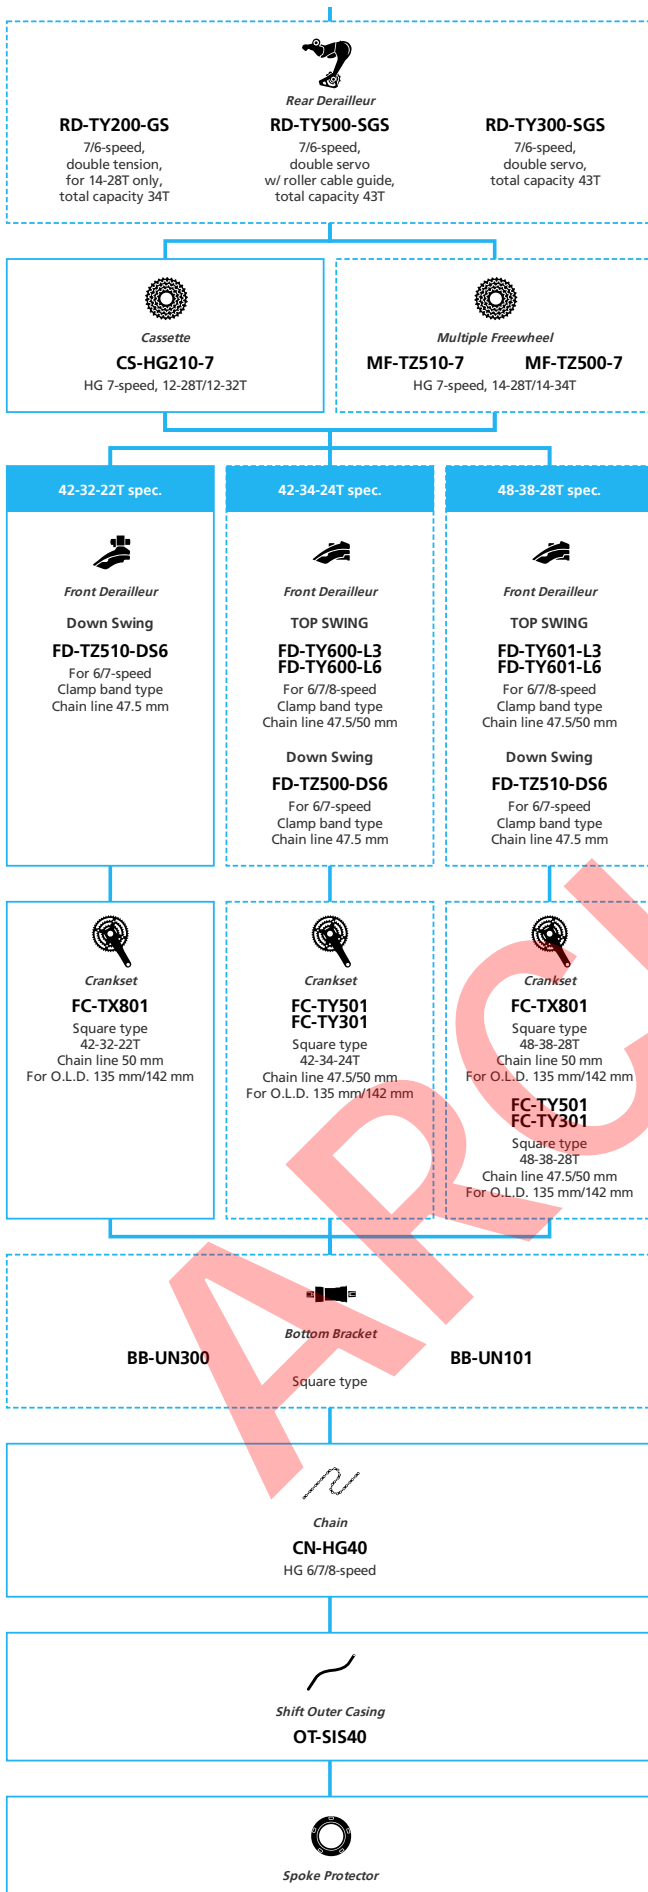 Rear Derailleur
RD-TY200-GS
7/6-speed,
double tension,
for 14-28T only,
total capacity 34T
RD-TY500-SGS
7/6-speed,
double servo
w/ roller cable guide,
total capacity 43T
RD-TY300-SGS
7/6-speed,
double servo,
total capacity 43T
Cassette
CS-HG210-7
HG 7-speed, 12-28T/12-32T
Multiple Freewheel
MF-TZ510-7 MF-TZ500-7
HG 7-speed, 14-28T/14-34T
42-32-22T spec.
Front Derailleur
Down Swing
FD-TZ510-DS6
For 6/7-speed
Clamp band type
Chain line 47.5 mm
42-34-24T spec.
Front Derailleur
TOP SWING
FD-TY600-L3
FD-TY600-L6
For 6/7/8-speed
Clamp band type
Chain line 47.5/50 mm
Down Swing
FD-TZ500-DS6
For 6/7-speed
Clamp band type
Chain line 47.5 mm
48-38-28T spec.
Front Derailleur
TOP SWING
FD-TY601-L3
FD-TY601-L6
For 6/7/8-speed
Clamp band type
Chain line 47.5/50 mm
Down Swing
FD-TZ510-DS6
For 6/7-speed
Clamp band type
Chain line 47.5 mm
Crankset
FC-TX801
Square type
42-32-22T
Chain line 50 mm
For O.L.D. 135 mm/142 mm
Crankset
FC-TY501
FC-TY301
Square type
42-34-24T
Chain line 47.5/50 mm
For O.L.D. 135 mm/142 mm
Crankset
FC-TX801
Square type
48-38-28T
Chain line 50 mm
For O.L.D. 135 mm/142 mm
FC-TY501
FC-TY301
Square type
48-38-28T
Chain line 47.5/50 mm
For O.L.D. 135 mm/142 mm
Bottom Bracket
BB-UN300 BB-UN101
Square type
Chain
CN-HG40
HG 6/7/8-speed
Shift Outer Casing
OT-SIS40
Spoke Protector